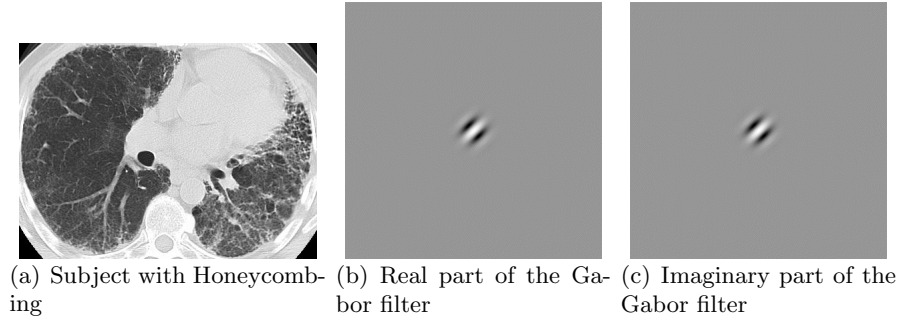 (a) Subject with Honeycomb-
ing
(b) Real part of the Ga-
bor filter
(c) Imaginary part of the
Gabor filter